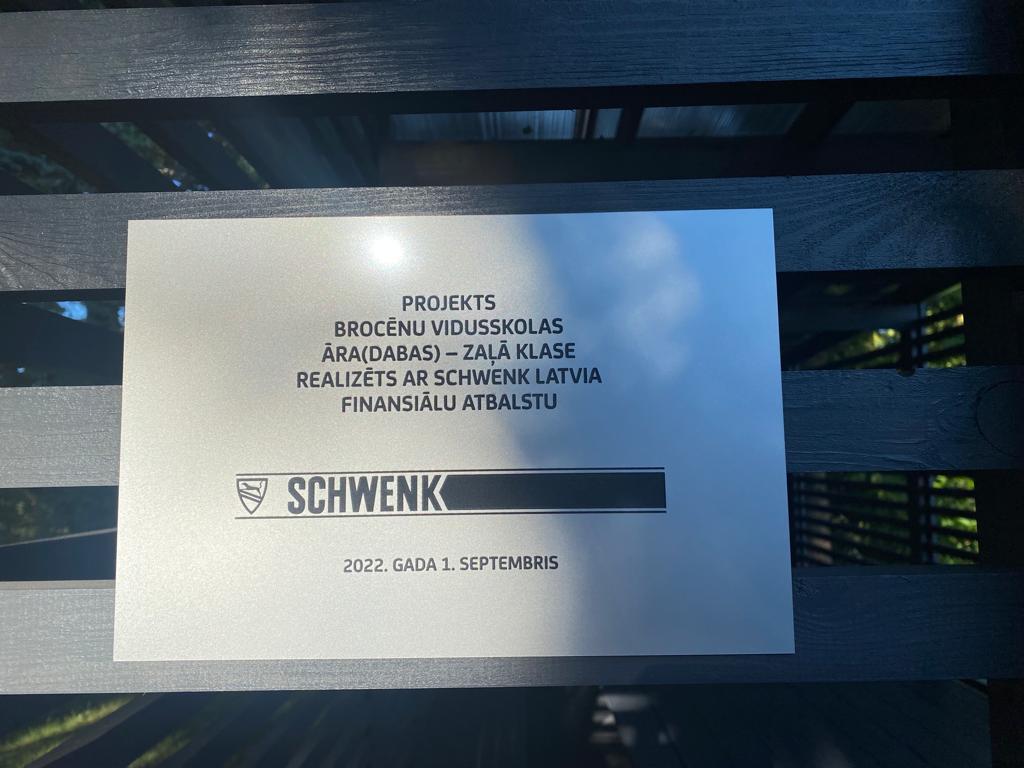 PROJEKTS
BROCĒNU VIDUSSKOLAS
ĀRA(DABAS) – ZAĻĀ KLASE
REALIZĒTS AR SCHWENK LATVIA
FINANSIĀLU ATBALSTU
SCHWENK
2022. GADA 1. SEPTEMBRIS